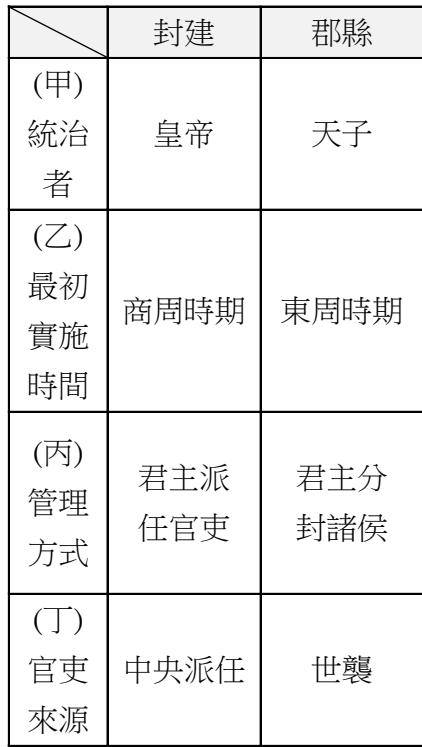 封建 郡縣
(甲)
統治
者
皇帝 天子
(乙)
最初
實施
時間
商周時期 東周時期
(丙)
管理
方式
君主派
任官吏
君主分
封諸侯
(丁)
官吏
來源
中央派任 世襲